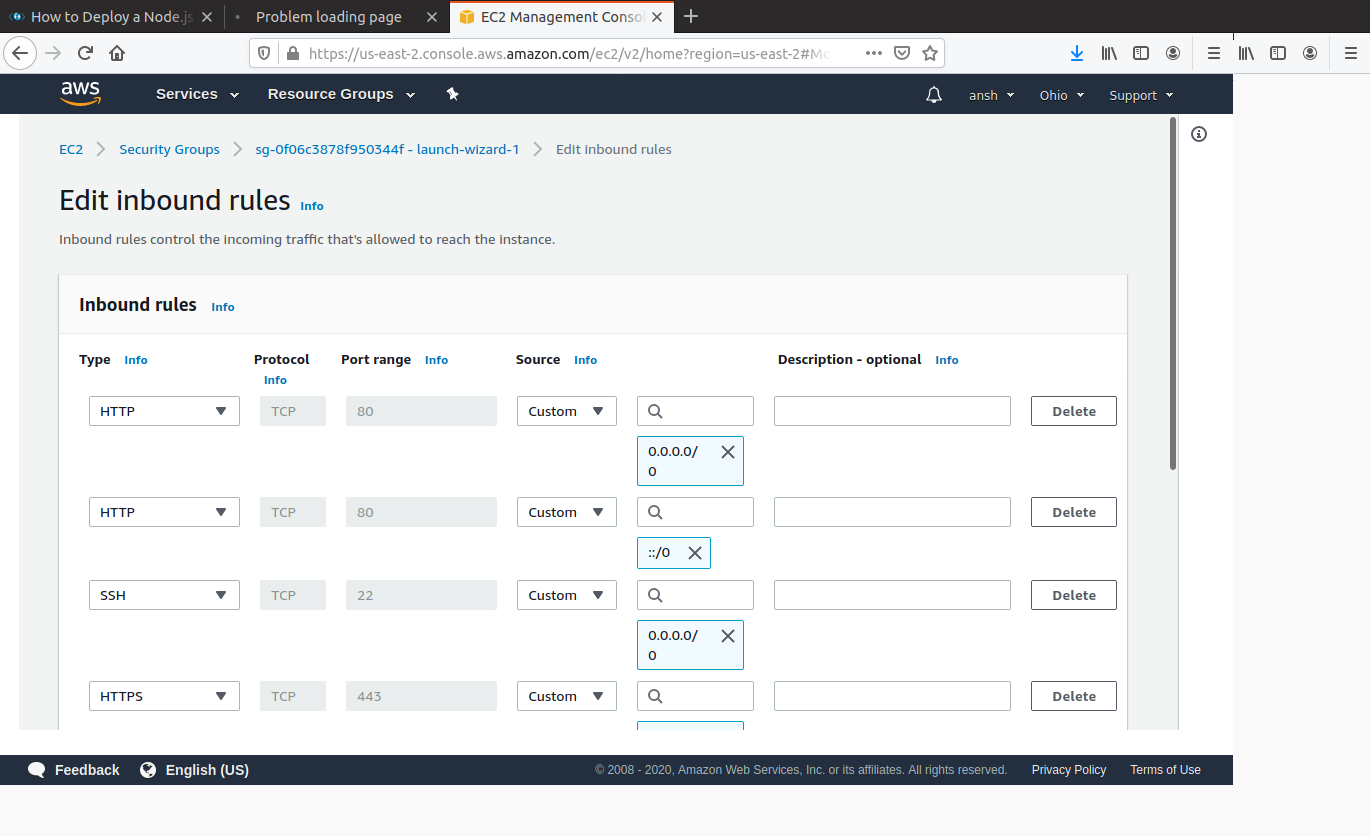 How to Deploy a Node.js
Problem loading page
EC2 Management Consol
https://us-east-2.console.aws.amazon.com/ec2/v2/home?region=us-east-2#Mo
aws
Services
Resource Groups
ansh
Ohio
Support
EC2
Security Groups
sg-0f06c3878f950344f - launch-wizard-1
Edit inbound rules
Edit inbound rules Info
Inbound rules control the incoming traffic that's allowed to reach the instance.
Inbound rules Info
Type Info Protocol Info Port range Info Source Info Description - optional Info
HTTP TCP 80 Custom Delete
0.0.0.0/
0
HTTP TCP 80 Custom Delete
::/0
SSH TCP 22 Custom Delete
0.0.0.0/
0
HTTPS TCP 443 Custom Delete
Feedback English (US) © 2008 - 2020, Amazon Web Services, Inc. or its affiliates. All rights reserved. Privacy Policy Terms of Use